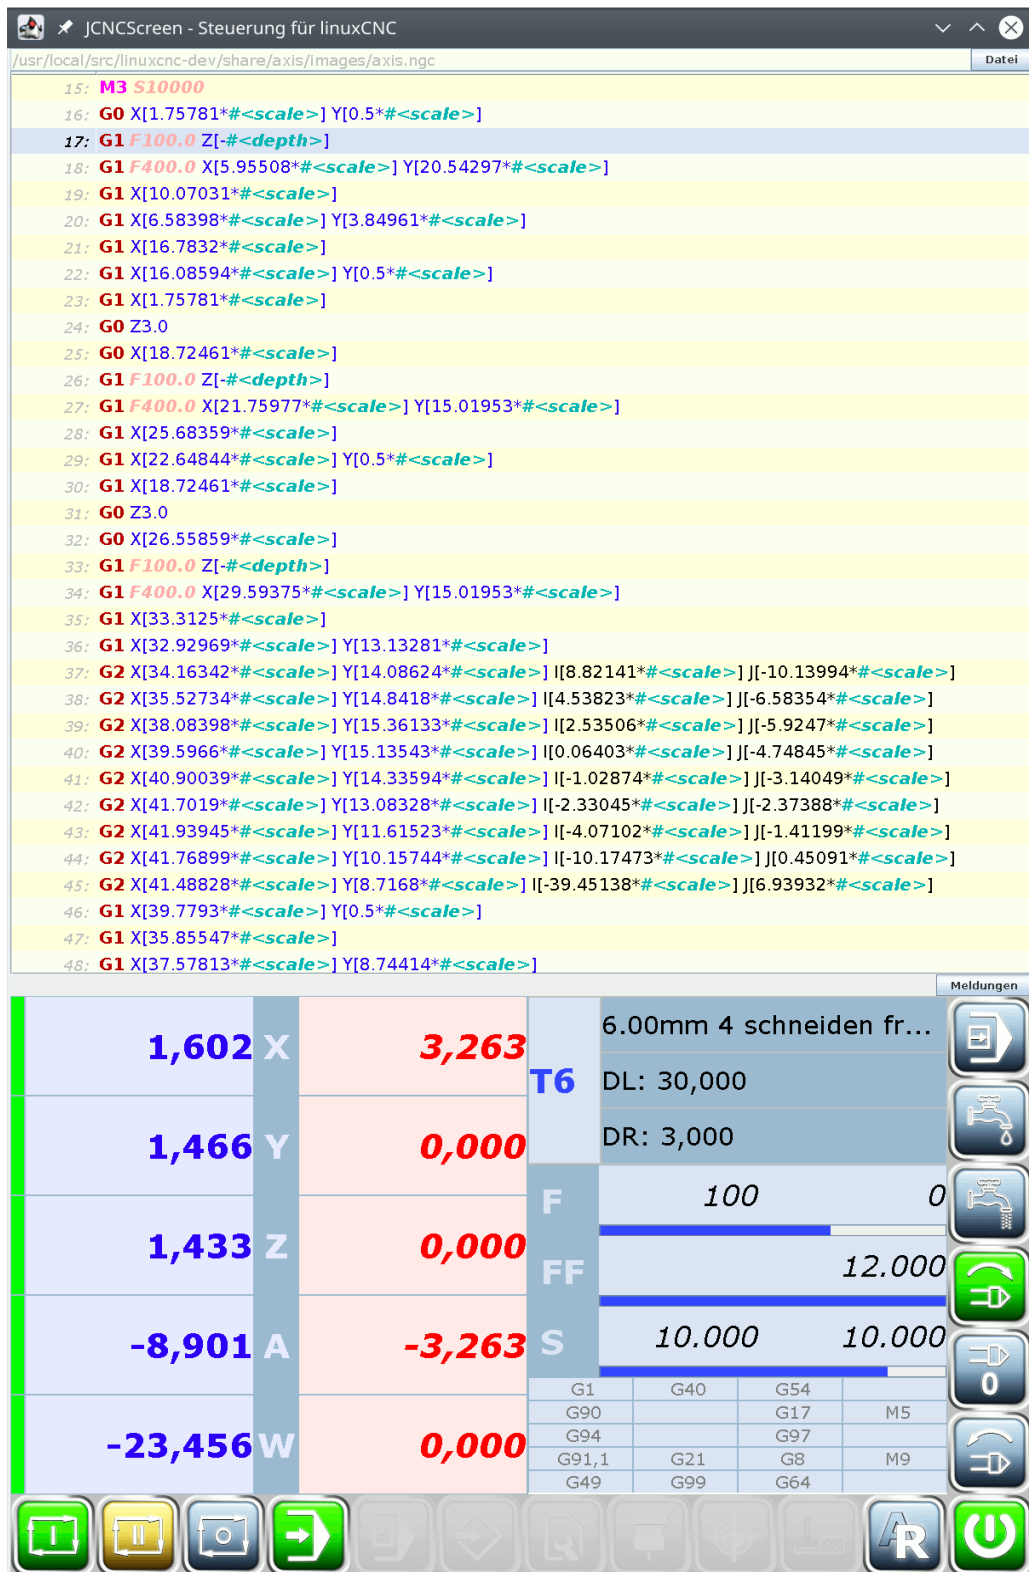 JCNCScreen - Steuerung für linuxCNC
/usr/local/src/linuxcnc-dev/share/axis/images/axis.ngc
Datei
15: M3 S10000
16: G0 X[1.75781*#<scale>] Y[0.5*#<scale>]
17: G1 F100.0 Z[-#<depth>]
18: G1 F400.0 X[5.95508*#<scale>] Y[20.54297*#<scale>]
19: G1 X[10.07031*#<scale>]
20: G1 X[6.58398*#<scale>] Y[3.84961*#<scale>]
21: G1 X[16.7832*#<scale>]
22: G1 X[16.08594*#<scale>] Y[0.5*#<scale>]
23: G1 X[1.75781*#<scale>]
24: G0 Z3.0
25: G0 X[18.72461*#<scale>]
26: G1 F100.0 Z[-#<depth>]
27: G1 F400.0 X[21.75977*#<scale>] Y[15.01953*#<scale>]
28: G1 X[25.68359*#<scale>]
29: G1 X[22.64844*#<scale>] Y[0.5*#<scale>]
30: G1 X[18.72461*#<scale>]
31: G0 Z3.0
32: G0 X[26.55859*#<scale>]
33: G1 F100.0 Z[-#<depth>]
34: G1 F400.0 X[29.59375*#<scale>] Y[15.01953*#<scale>]
35: G1 X[33.3125*#<scale>]
36: G1 X[32.92969*#<scale>] Y[13.13281*#<scale>]
37: G2 X[34.16342*#<scale>] Y[14.08624*#<scale>] I[8.82141*#<scale>] J[-10.13994*#<scale>]
38: G2 X[35.52734*#<scale>] Y[14.8418*#<scale>] I[4.53823*#<scale>] J[-6.58354*#<scale>]
39: G2 X[38.08398*#<scale>] Y[15.36133*#<scale>] I[2.53506*#<scale>] J[-5.9247*#<scale>]
40: G2 X[39.5966*#<scale>] Y[15.13543*#<scale>] I[0.06403*#<scale>] J[-4.74845*#<scale>]
41: G2 X[40.90039*#<scale>] Y[14.33594*#<scale>] I[-1.02874*#<scale>] J[-3.14049*#<scale>]
42: G2 X[41.7019*#<scale>] Y[13.08328*#<scale>] I[-2.33045*#<scale>] J[-2.37388*#<scale>]
43: G2 X[41.93945*#<scale>] Y[11.61523*#<scale>] I[-4.07102*#<scale>] J[-1.41199*#<scale>]
44: G2 X[41.76899*#<scale>] Y[10.15744*#<scale>] I[-10.17473*#<scale>] J[0.45091*#<scale>]
45: G2 X[41.48828*#<scale>] Y[8.7168*#<scale>] I[-39.45138*#<scale>] J[6.93932*#<scale>]
46: G1 X[39.7793*#<scale>] Y[0.5*#<scale>]
47: G1 X[35.85547*#<scale>]
48: G1 X[37.57813*#<scale>] Y[8.74414*#<scale>]
Meldungen
1,602 X 3,263
1,466 Y 0,000
1,433 Z 0,000
-8,901 A -3,263
-23,456 W 0,000
T6
6.00mm 4 schneiden fr...
DL: 30,000
DR: 3,000
F 100 0
FF 12.000
S 10.000 10.000
G1 G40 G54
G90 G17 M5
G94 G97
G91,1 G21 G8 M9
G49 G99 G64
0
I
II
O
AR